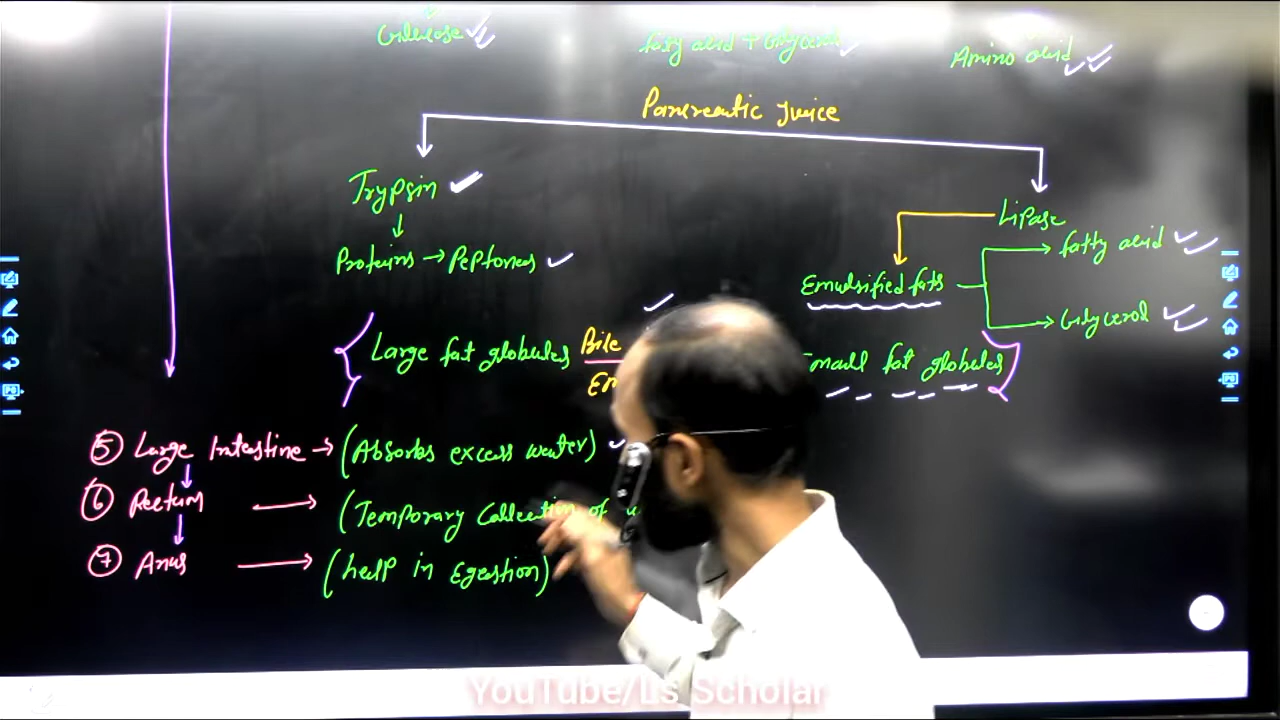 Glucose
fatty acid + Glycerol
Amino acid
Pancreatic Juice
Trypsin
Lipase
fatty acid
Proteins → Peptones
Emulsified fats
Glycerol
Large fat globules Bile
small fat globules
⑤ Large Intestine → (Absorbs excess water)
⑥ Rectum → (Temporary Collection of
⑦ Anus → (help in Egestion)
YouTube/Ls Scholar